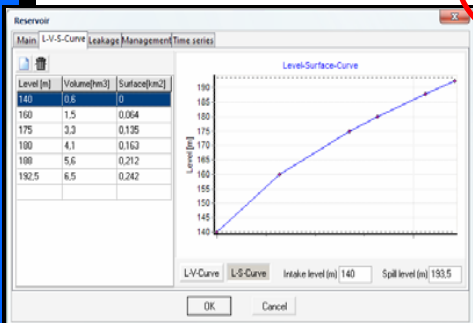 Reservoir
Main L-V-S-Curve Leakage Management Time series
Level [m] Volume[hm3] Surface[km2]
140 0,6 0
160 1,5 0,064
175 3,3 0,135
180 4,1 0,163
188 5,6 0,212
192,5 6,5 0,242
Level-Surface-Curve
Level [m]
190
185
180
175
170
165
160
155
150
145
140
L-V-Curve L-S-Curve Intake level (m) 140 Spill level (m) 193,5
OK Cancel